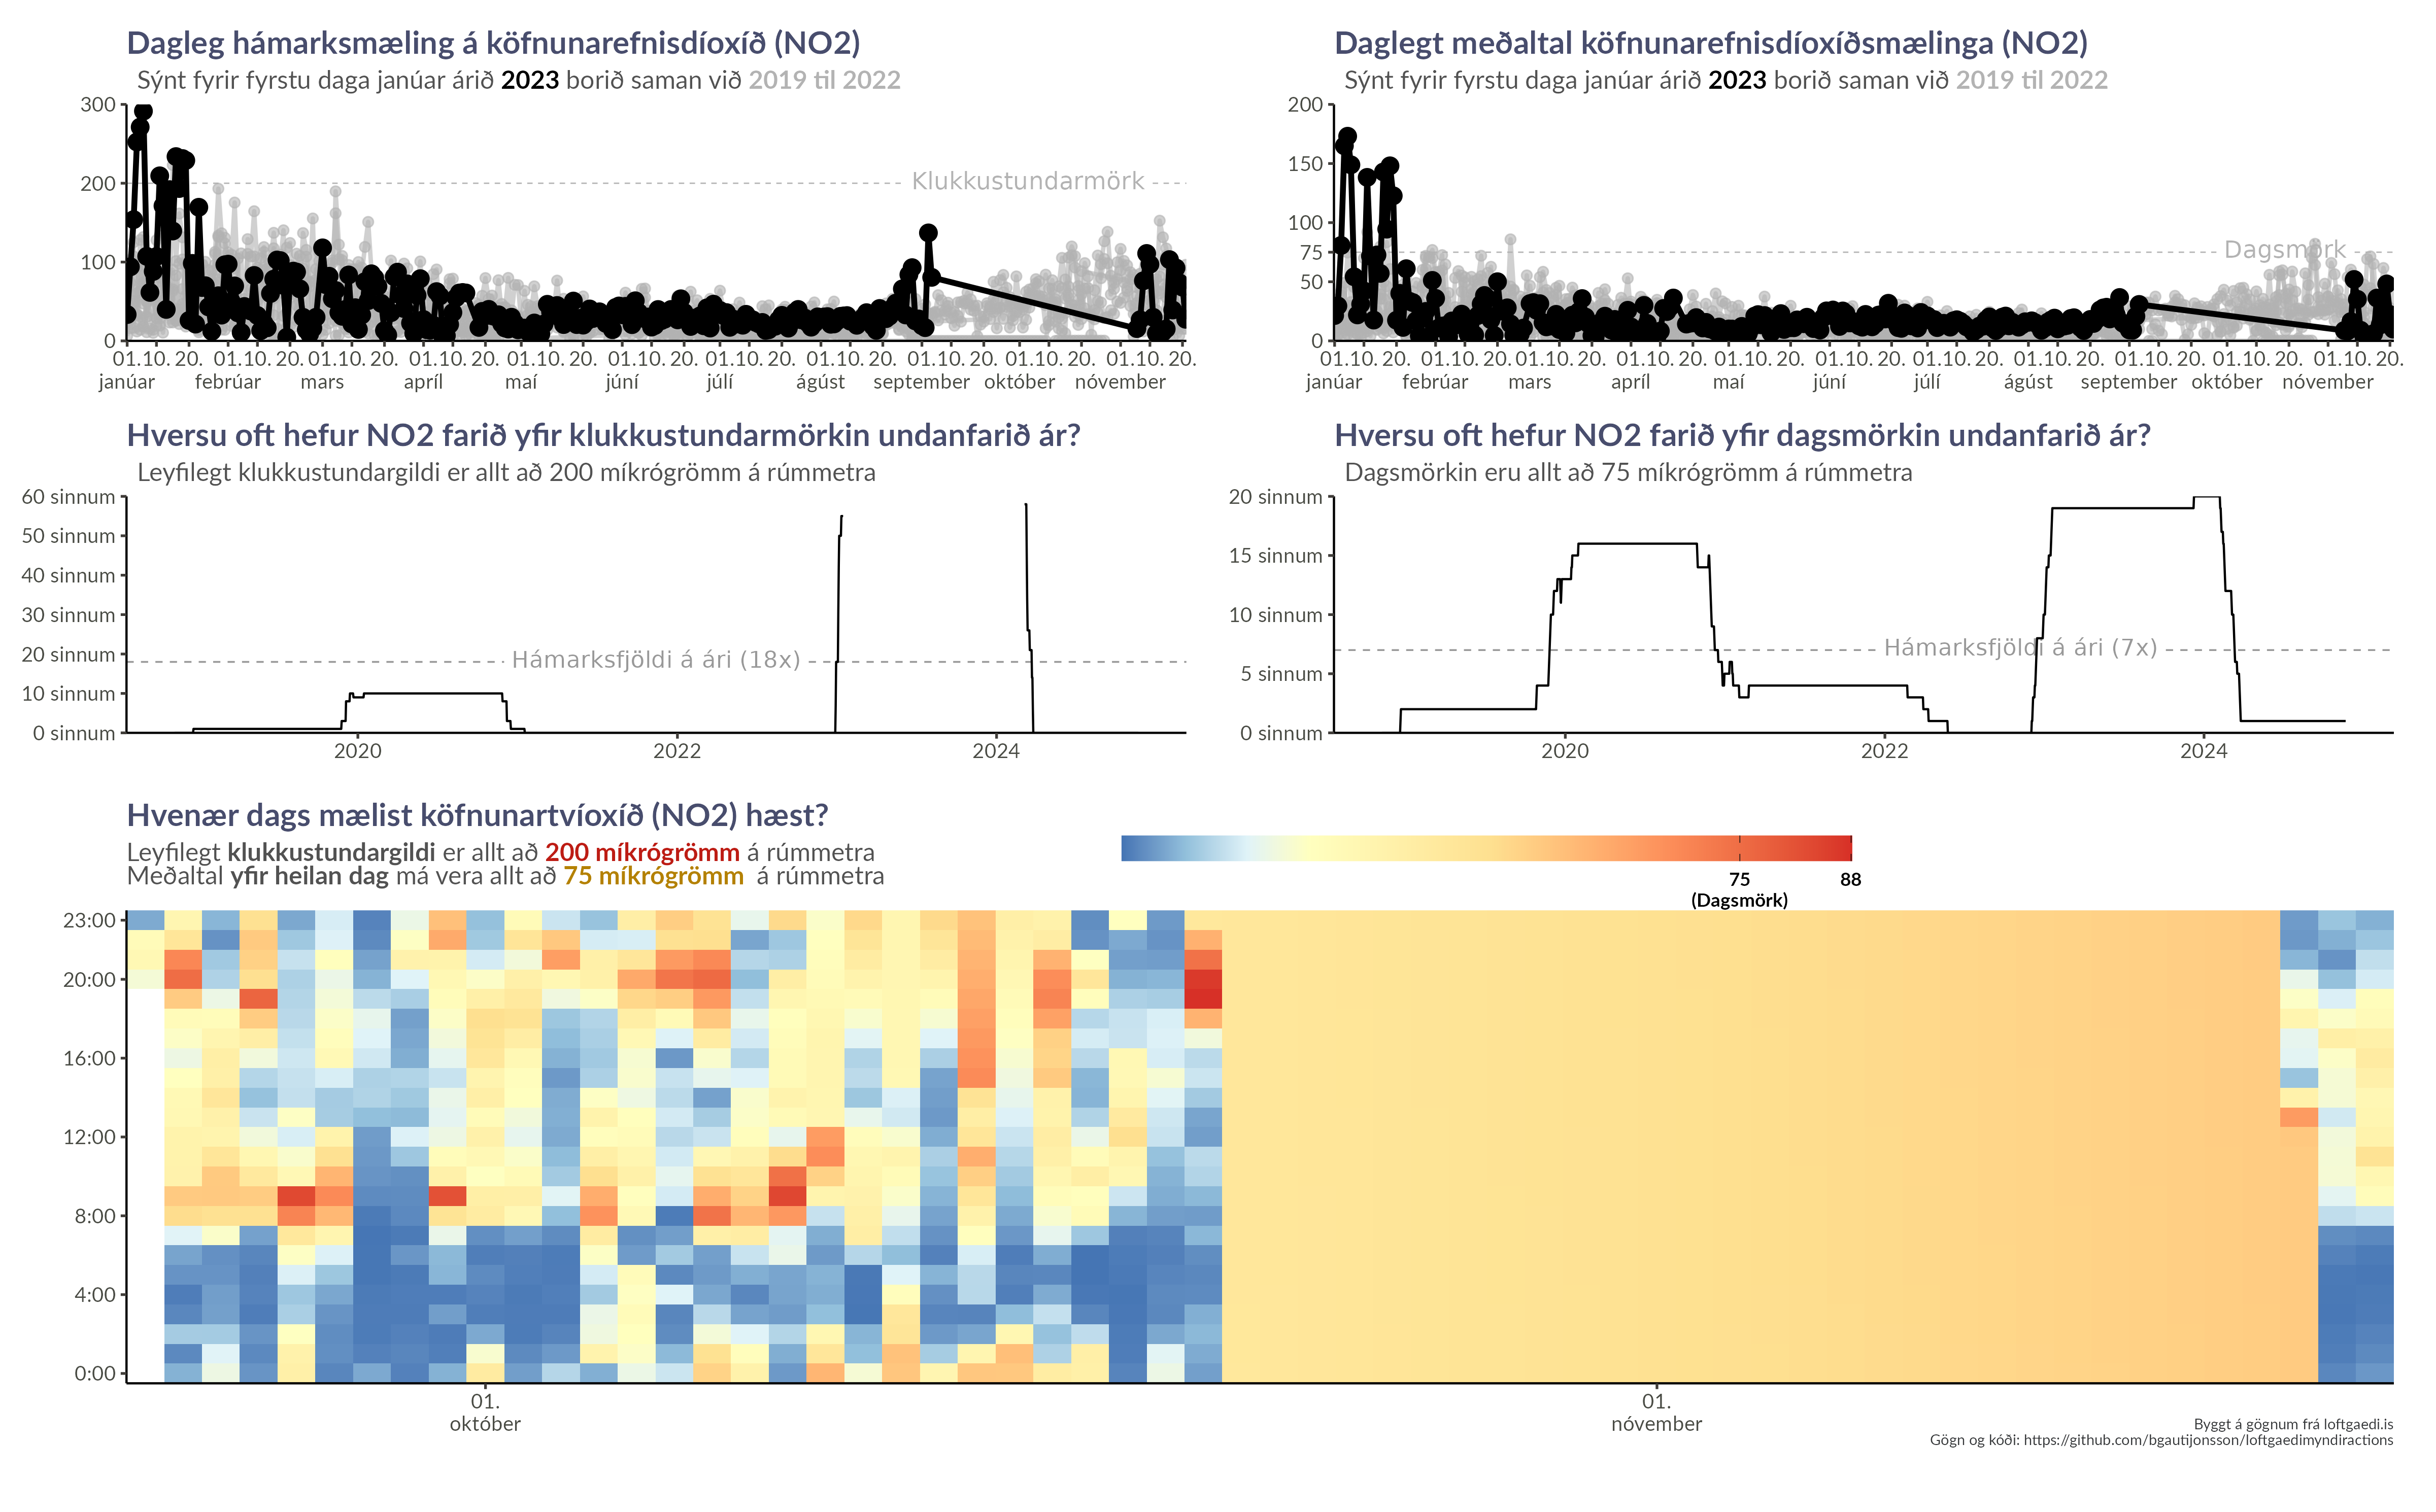 Dagleg hámarksmæling á köfnunarefnisdíoxíð (NO2)
Sýnt fyrir fyrstu daga janúar árið 2023 borið saman við 2019 til 2022
300
200
100
0
Klukkustundarmörk
01. 10. 20. 01. 10. 20. 01. 10. 20. 01. 10. 20. 01. 10. 20. 01. 10. 20. 01. 10. 20. 01. 10. 20. 01. 10. 20. 01. 10. 20. 01. 10. 20.
janúar febrúar mars apríl maí júní júlí ágúst september október nóvember
Daglegt meðaltal köfnunarefnisdíoxíðsmælinga (NO2)
Sýnt fyrir fyrstu daga janúar árið 2023 borið saman við 2019 til 2022
200
150
100
75
50
0
Dagsmörk
01. 10. 20. 01. 10. 20. 01. 10. 20. 01. 10. 20. 01. 10. 20. 01. 10. 20. 01. 10. 20. 01. 10. 20. 01. 10. 20. 01. 10. 20. 01. 10. 20.
janúar febrúar mars apríl maí júní júlí ágúst september október nóvember
Hversu oft hefur NO2 farið yfir klukkustundarmörkin undanfarið ár?
Leyfilegt klukkustundargildi er allt að 200 míkrógrömm á rúmmetra
60 sinnum
50 sinnum
40 sinnum
30 sinnum
20 sinnum
10 sinnum
0 sinnum
Hámarksfjöldi á ári (18x)
2020 2022 2024
Hversu oft hefur NO2 farið yfir dagsmörkin undanfarið ár?
Dagsmörkin eru allt að 75 míkrógrömm á rúmmetra
20 sinnum
15 sinnum
10 sinnum
5 sinnum
0 sinnum
Hámarksfjöldi á ári (7x)
2020 2022 2024
Hvenær dags mælist köfnunartvíoxíð (NO2) hæst?
Leyfilegt klukkustundargildi er allt að 200 míkrógrömm á rúmmetra
Meðaltal yfir heilan dag má vera allt að 75 míkrógrömm á rúmmetra
75 88
(Dagsmörk)
23:00
20:00
16:00
12:00
8:00
4:00
0:00
01. 01.
október nóvember
Byggt á gögnum frá loftgaedi.is
Gögn og kóði: https://github.com/bgautijonsson/loftgaedimyndiractions